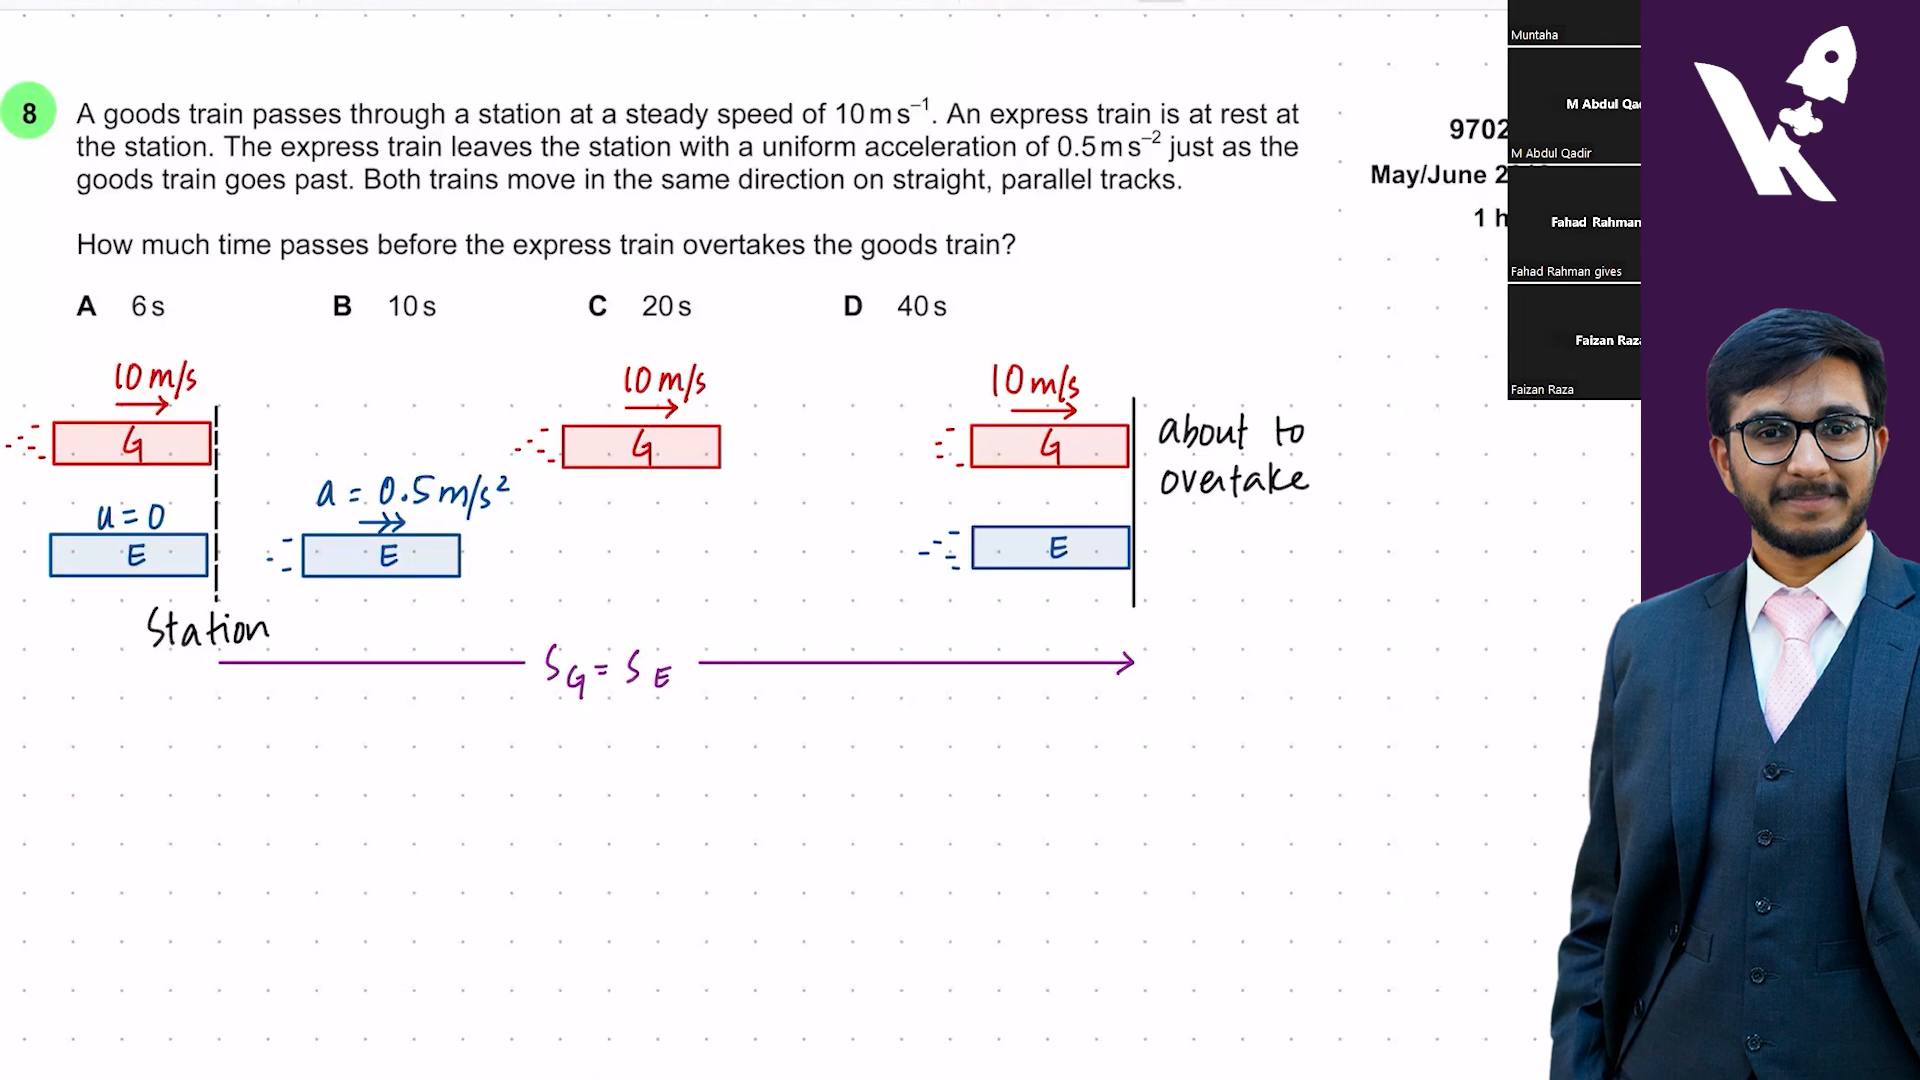 8 A goods train passes through a station at a steady speed of 10 m s⁻¹. An express train is at rest at
the station. The express train leaves the station with a uniform acceleration of 0.5 m s⁻² just as the
goods train goes past. Both trains move in the same direction on straight, parallel tracks.
How much time passes before the express train overtakes the goods train?
A 6 s B 10 s C 20 s D 40 s
9702
May/June 2
1 h
10 m/s
G
u = 0
E
Station
a = 0.5 m/s²
E
10 m/s
G
10 m/s
G
E
about to
overtake
S_G = S_E
Muntaha
M Abdul Qa
M Abdul Qadir
Fahad Rahman
Fahad Rahman gives
Faizan Raza
Faizan Raza